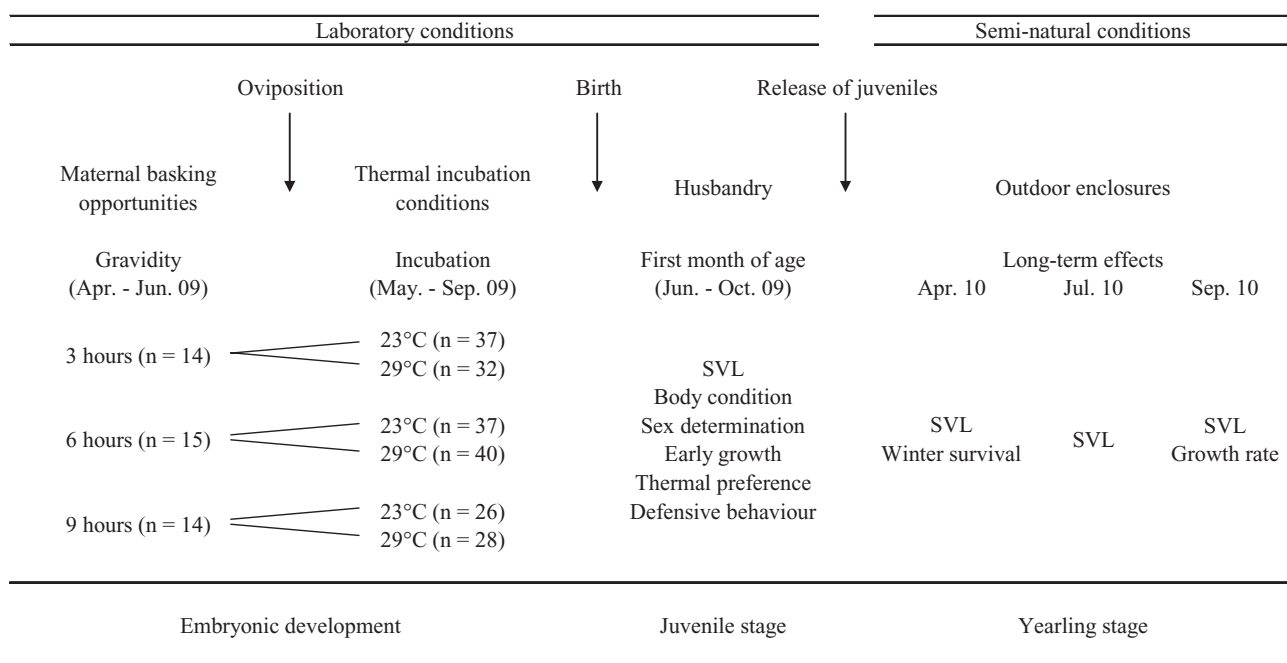 Laboratory conditions
Semi-natural conditions
Oviposition
Birth
Release of juveniles
Maternal basking
opportunities
Thermal incubation
conditions
Husbandry
Outdoor enclosures
Gravidity
(Apr. - Jun. 09)
Incubation
(May. - Sep. 09)
First month of age
(Jun. - Oct. 09)
Long-term effects
Apr. 10
Jul. 10
Sep. 10
3 hours (n = 14)
23°C (n = 37)
29°C (n = 32)
6 hours (n = 15)
23°C (n = 37)
29°C (n = 40)
9 hours (n = 14)
23°C (n = 26)
29°C (n = 28)
SVL
Body condition
Sex determination
Early growth
Thermal preference
Defensive behaviour
SVL
Winter survival
SVL
SVL
Growth rate
Embryonic development
Juvenile stage
Yearling stage